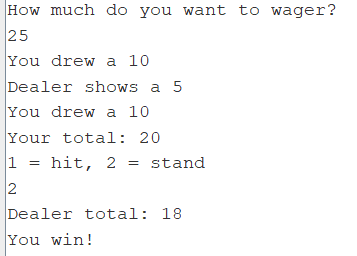 How much do you want to wager?
25
You drew a 10
Dealer shows a 5
You drew a 10
Your total: 20
1 = hit, 2 = stand
2
Dealer total: 18
You win!